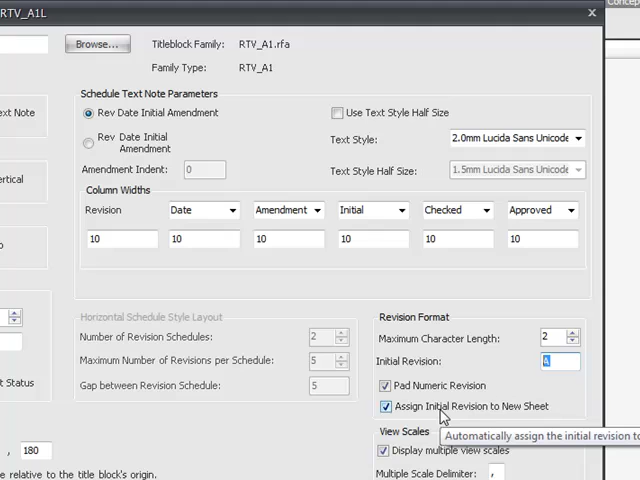 Concep
RTV_A1L
Browse...
Titleblock Family: RTV_A1.rfa
Family Type: RTV_A1
Schedule Text Note Parameters
ext Note
Rev Date Initial Amendment
Use Text Style Half Size
Rev Date Initial
Amendment
Text Style: 2.0mm Lucida Sans Unicode
Amendment Indent: 0
Text Style Half Size: 1.5mm Lucida Sans Unicode
ertical
Column Widths
Revision Date Amendment Initial Checked Approved
10 10 10 10 10 10
Horizontal Schedule Style Layout
Number of Revision Schedules: 2
Maximum Number of Revisions per Schedule: 5
Gap between Revision Schedule: 5
Revision Format
Maximum Character Length: 2
Initial Revision: A
Pad Numeric Revision
Assign Initial Revision to New Sheet
Automatically assign the initial revision to
t Status
View Scales
Display multiple view scales
Multiple Scale Delimiter: ,
, 180
e relative to the title block's origin.